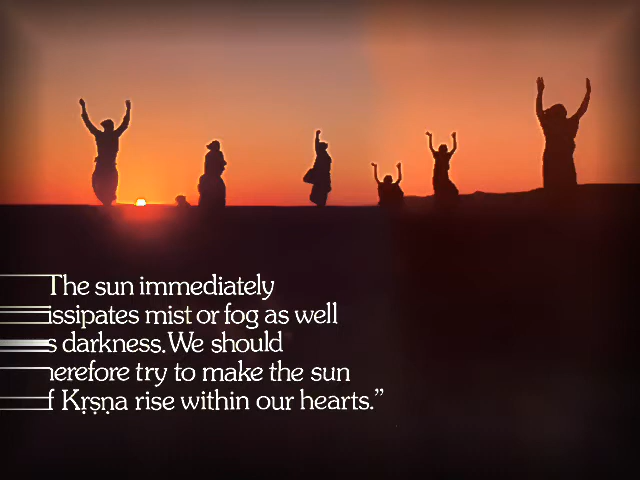 The sun immediately
issipates mist or fog as well
s darkness. We should
nerefore try to make the sun
f Kṛṣṇa rise within our hearts.”